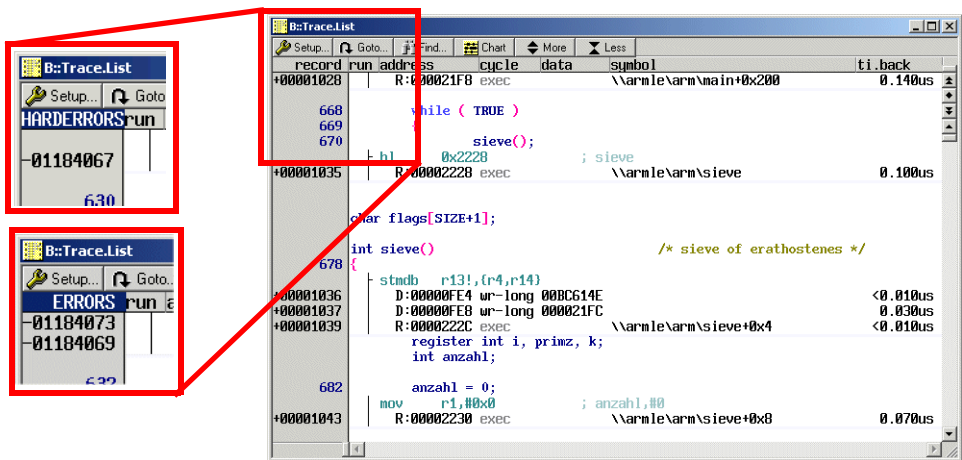 B::Trace.List
Setup... Goto
HARDERRORS run
-01184067
630
B::Trace.List
Setup... Goto..
ERRORS run a
-01184073
-01184069
632
B::Trace.List
Setup... Goto... Find... Chart More Less
record run address cycle data symbol ti.back
+00001028 R:000021F8 exec \\armle\arm\main+0x200 0.140us
668 while ( TRUE )
669 {
670 sieve();
bl 0x2228 ; sieve
+00001035 R:00002228 exec \\armle\arm\sieve 0.100us
char flags[SIZE+1];
int sieve() /* sieve of erathostenes */
678 {
stmdb r13!,{r4,r14}
+00001036 D:00000FE4 wr-long 00BC614E <0.010us
+00001037 D:00000FE8 wr-long 000021FC 0.030us
+00001039 R:0000222C exec \\armle\arm\sieve+0x4 <0.010us
register int i, primz, k;
int anzahl;
682 anzahl = 0;
mov r1,#0x0 ; anzahl,#0
+00001043 R:00002230 exec \\armle\arm\sieve+0x8 0.070us